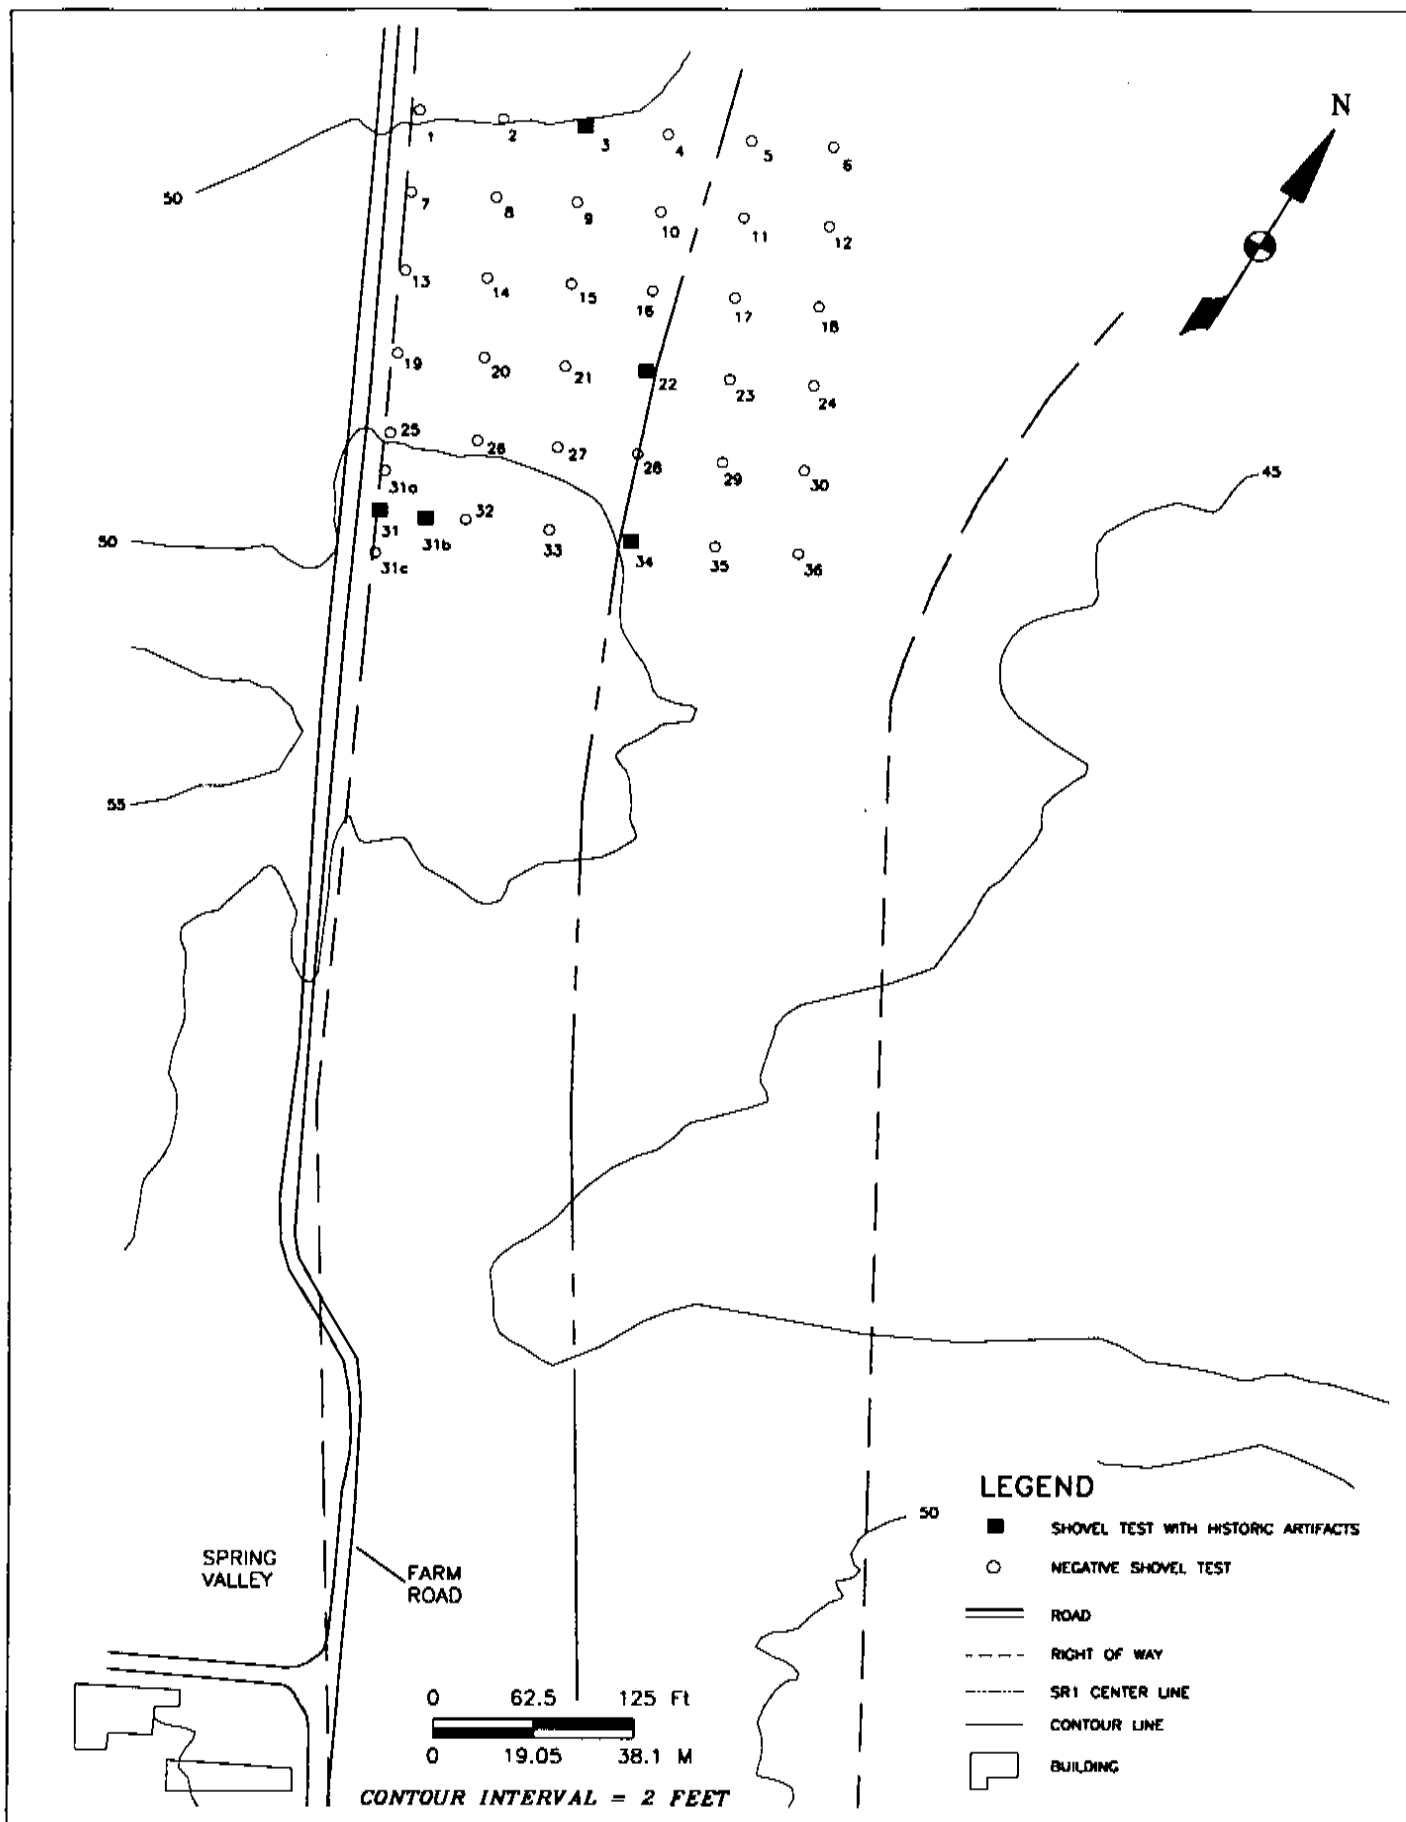 N
1 2 3 4 5 6
50
7 8 9 10 11 12
13 14 15 16 17 18
19 20 21 22 23 24
25 26 27 28 29 30
45
31a
31 31b 32 33 34 35 36
50
31c
55
50
LEGEND
SHOVEL TEST WITH HISTORIC ARTIFACTS
NEGATIVE SHOVEL TEST
ROAD
RIGHT OF WAY
SR1 CENTER LINE
CONTOUR LINE
BUILDING
SPRING
VALLEY
FARM
ROAD
0 62.5 125 Ft
0 19.05 38.1 M
CONTOUR INTERVAL = 2 FEET